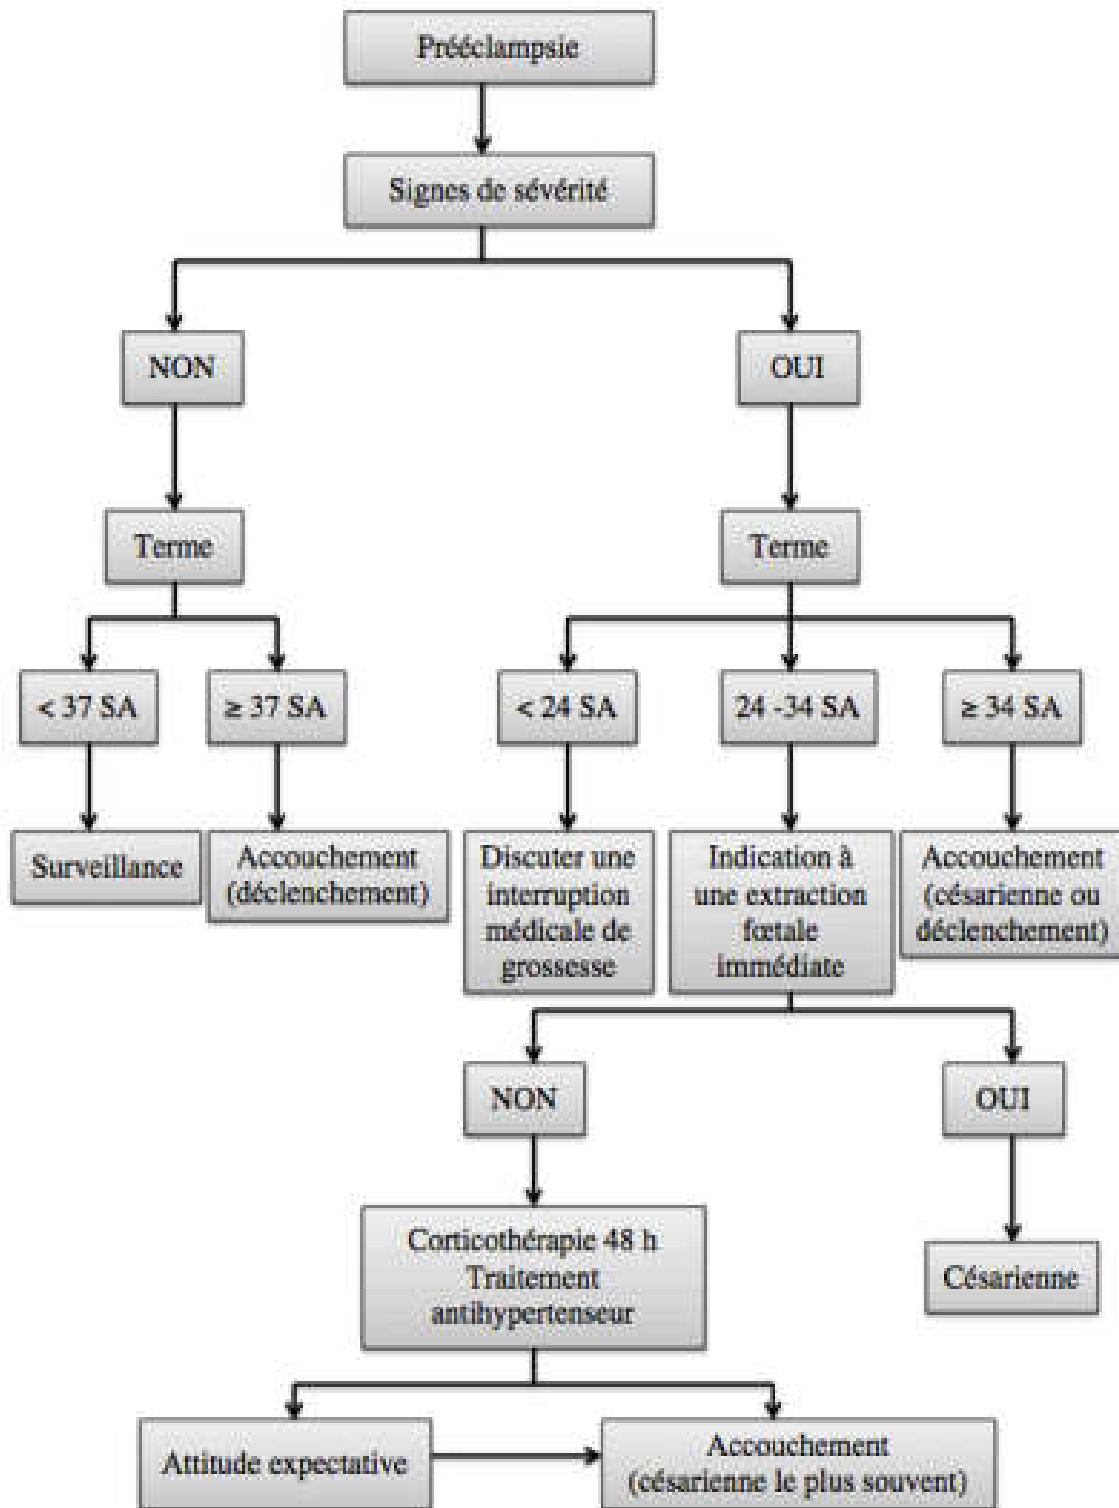 Prééclampsie
Signes de sévérité
NON
OUI
Terme
Terme
< 37 SA
≥ 37 SA
< 24 SA
24 -34 SA
≥ 34 SA
Surveillance
Accouchement
(déclenchement)
Discuter une
interruption
médicale de
grossesse
Indication à
une extraction
fœtale
immédiate
Accouchement
(césarienne ou
déclenchement)
NON
OUI
Corticothérapie 48 h
Traitement
antihypertenseur
Césarienne
Attitude expectative
Accouchement
(césarienne le plus souvent)